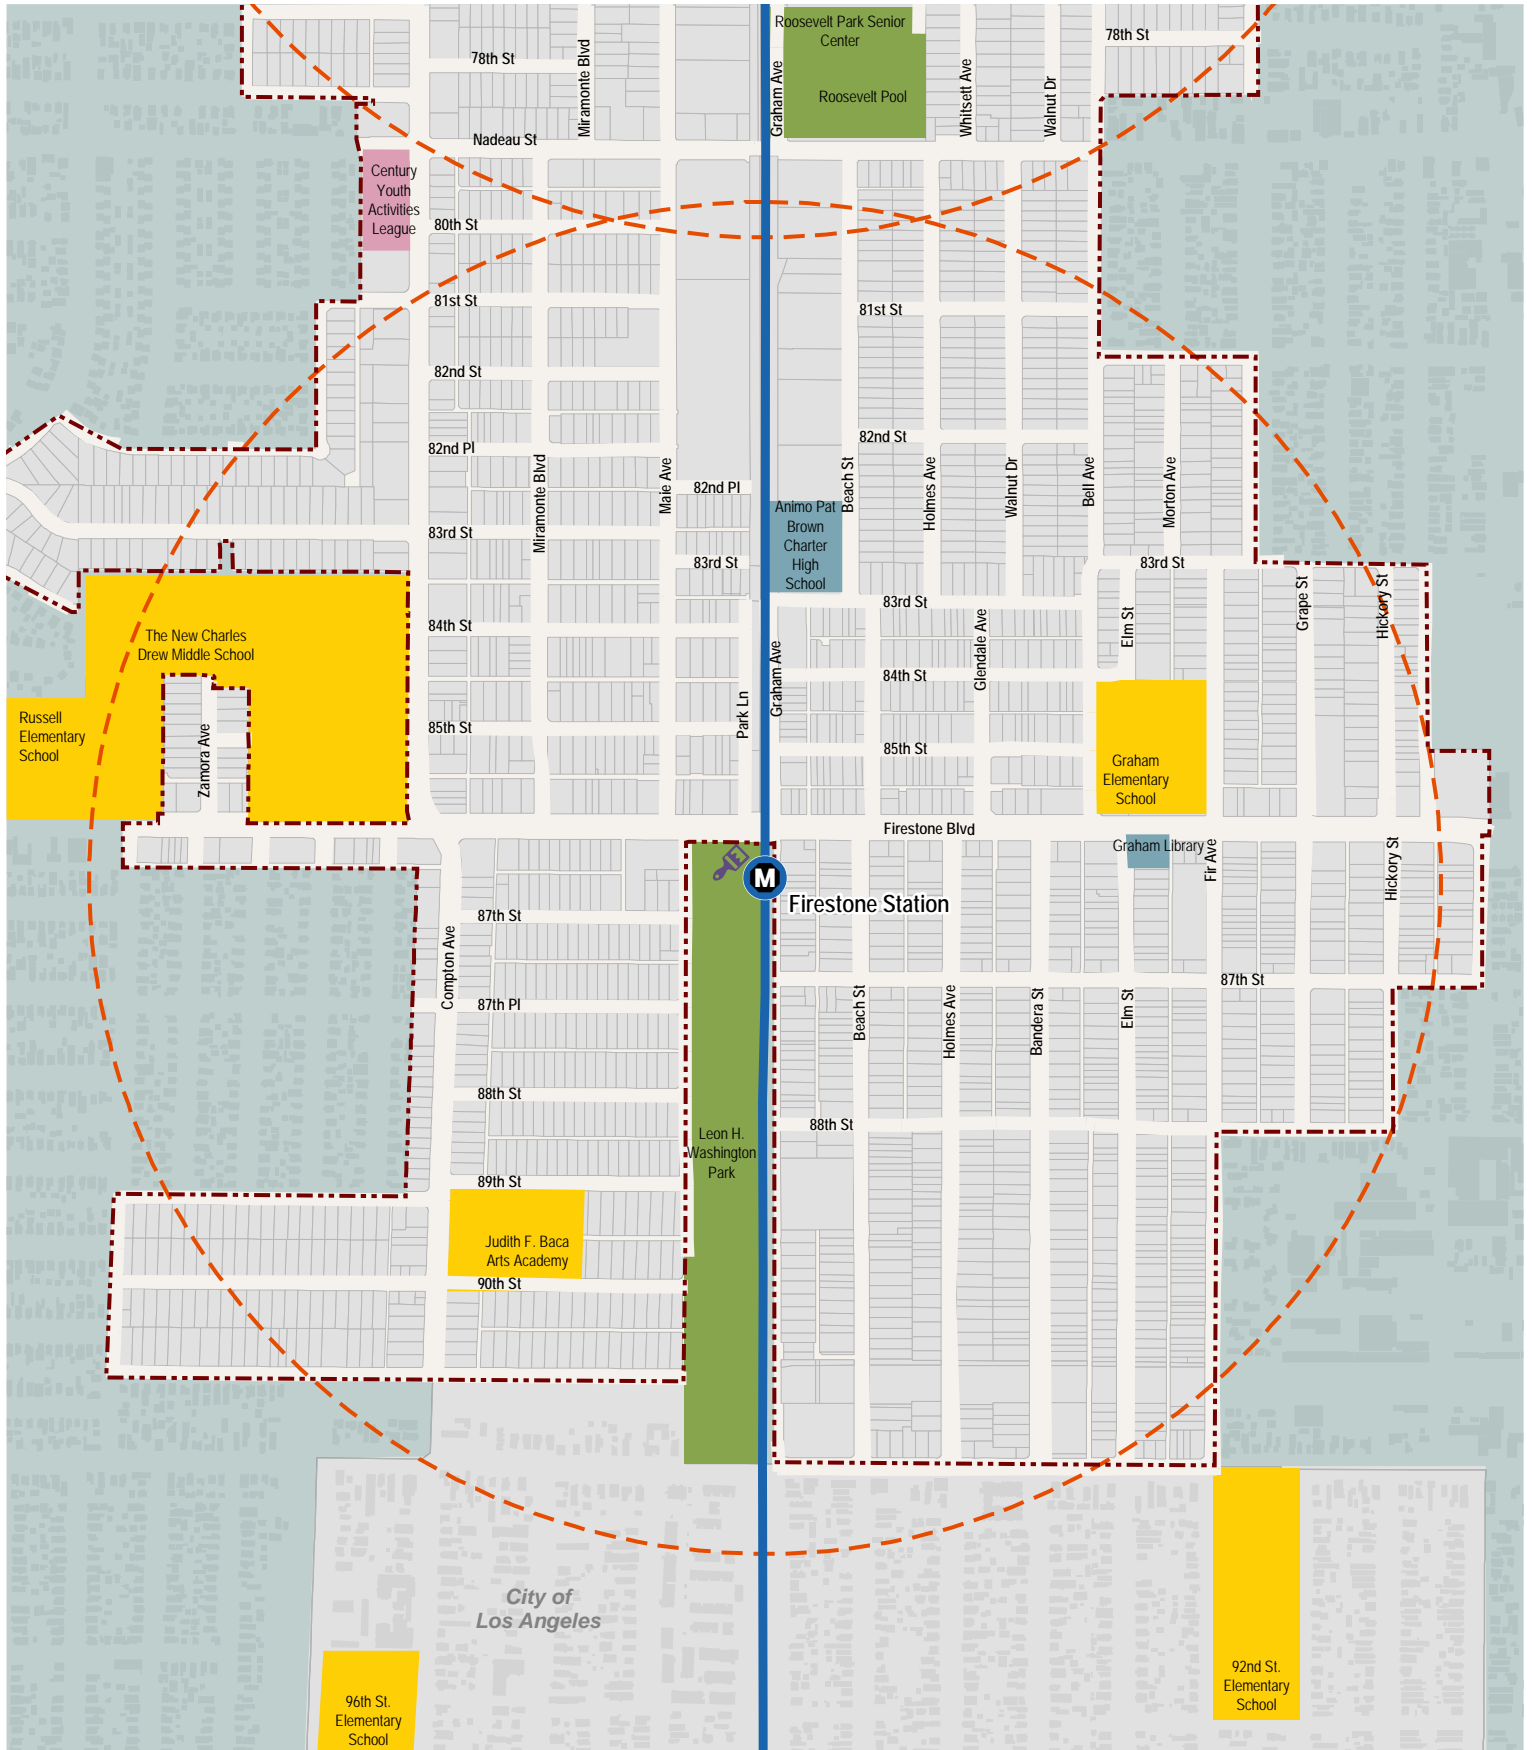 Roosevelt Park Senior
Center
78th St
78th St
Miramonte Blvd
Graham Ave
Whitsett Ave
Walnut Dr
Roosevelt Pool
Nadeau St
Century
Youth
Activities
League
80th St
81st St
81st St
82nd St
82nd St
82nd Pl
Miramonte Blvd
Maie Ave
82nd Pl
Beach St
Holmes Ave
Walnut Dr
Bell Ave
Morton Ave
Animo Pat
Brown
Charter
High
School
83rd St
83rd St
83rd St
83rd St
Grape St
Hickory St
Elm St
Glendale Ave
84th St
84th St
The New Charles
Drew Middle School
Graham Ave
Park Ln
Russell
Elementary
School
Zamora Ave
85th St
85th St
Graham
Elementary
School
Firestone Blvd
Graham Library
Fir Ave
Hickory St
M
Firestone Station
87th St
Compton Ave
87th St
87th Pl
Beach St
Holmes Ave
Bandera St
Elm St
88th St
88th St
Leon H.
Washington
Park
89th St
Judith F. Baca
Arts Academy
90th St
City of
Los Angeles
92nd St.
Elementary
School
96th St.
Elementary
School